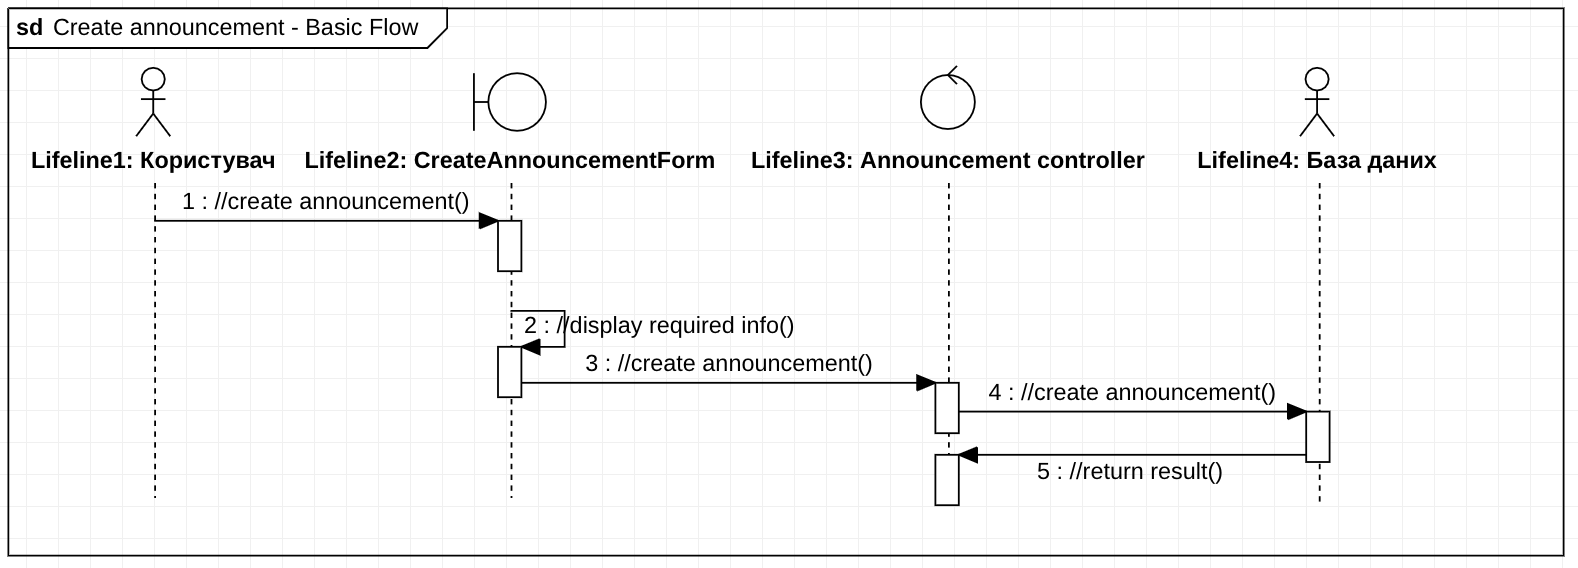 sd Create announcement - Basic Flow
Lifeline1: Користувач
Lifeline2: CreateAnnouncementForm
Lifeline3: Announcement controller
Lifeline4: База даних
1 : //create announcement()
2 : //display required info()
3 : //create announcement()
4 : //create announcement()
5 : //return result()